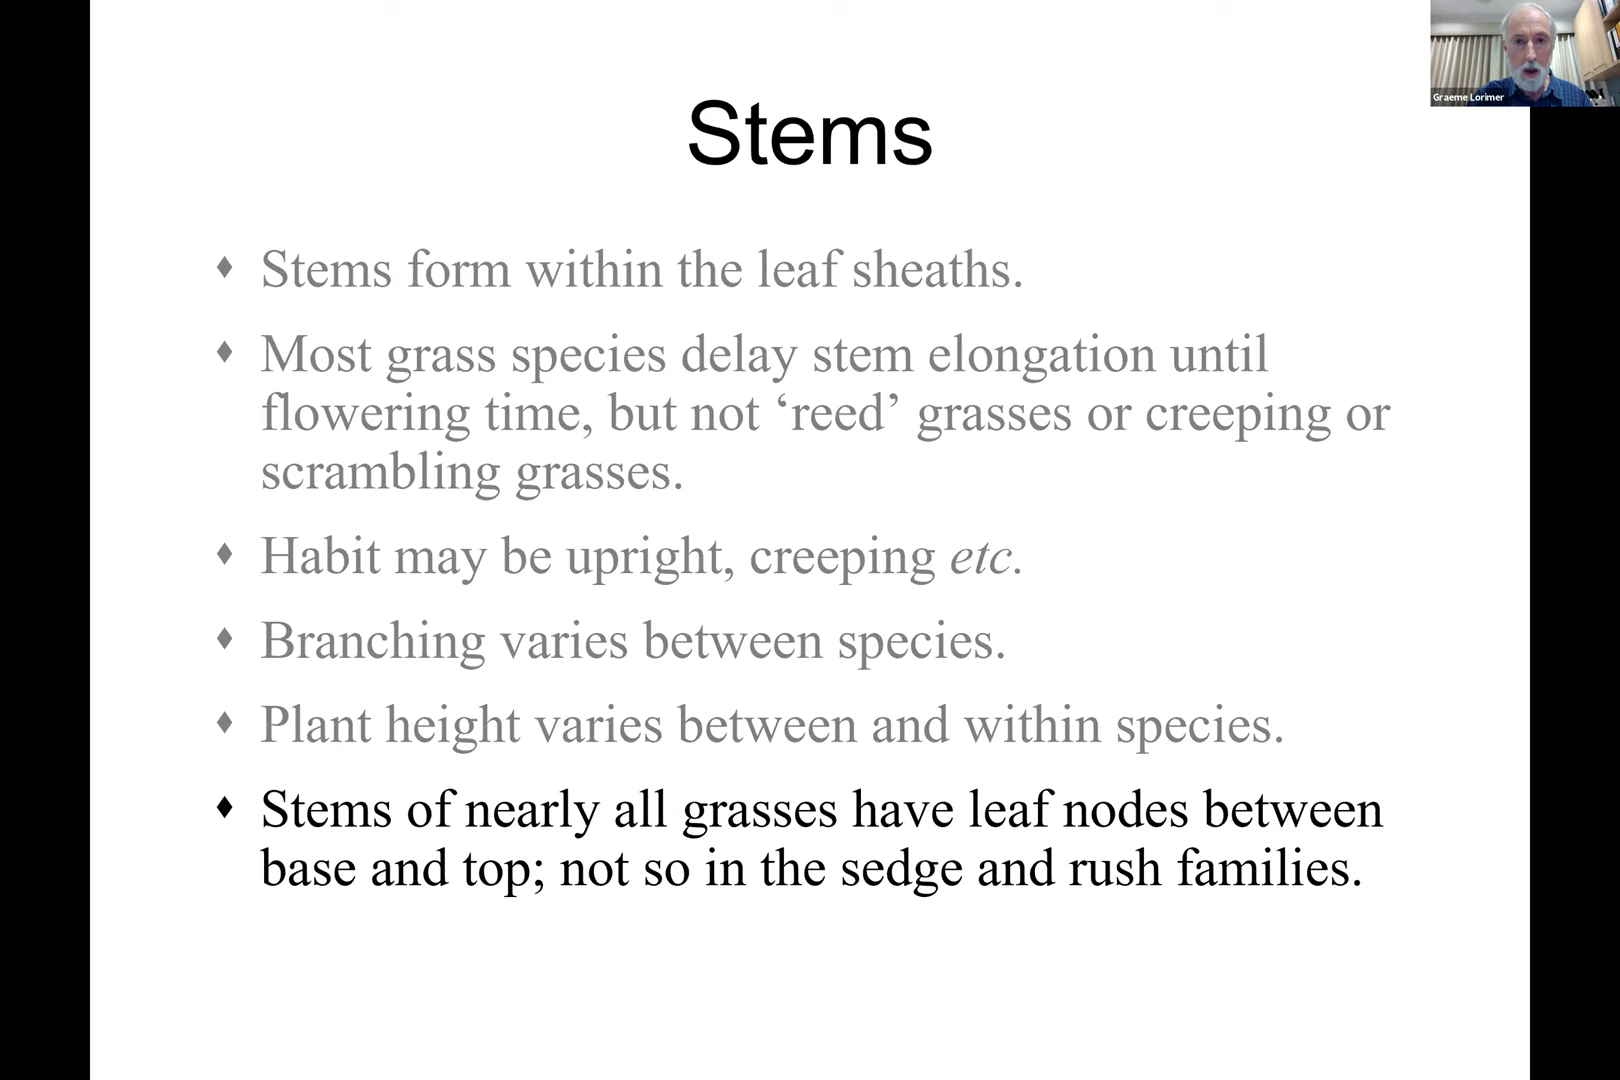 Graeme Lorimer
Stems
♦ Stems form within the leaf sheaths.
♦ Most grass species delay stem elongation until
flowering time, but not ‘reed’ grasses or creeping or
scrambling grasses.
♦ Habit may be upright, creeping etc.
♦ Branching varies between species.
♦ Plant height varies between and within species.
♦ Stems of nearly all grasses have leaf nodes between
base and top; not so in the sedge and rush families.